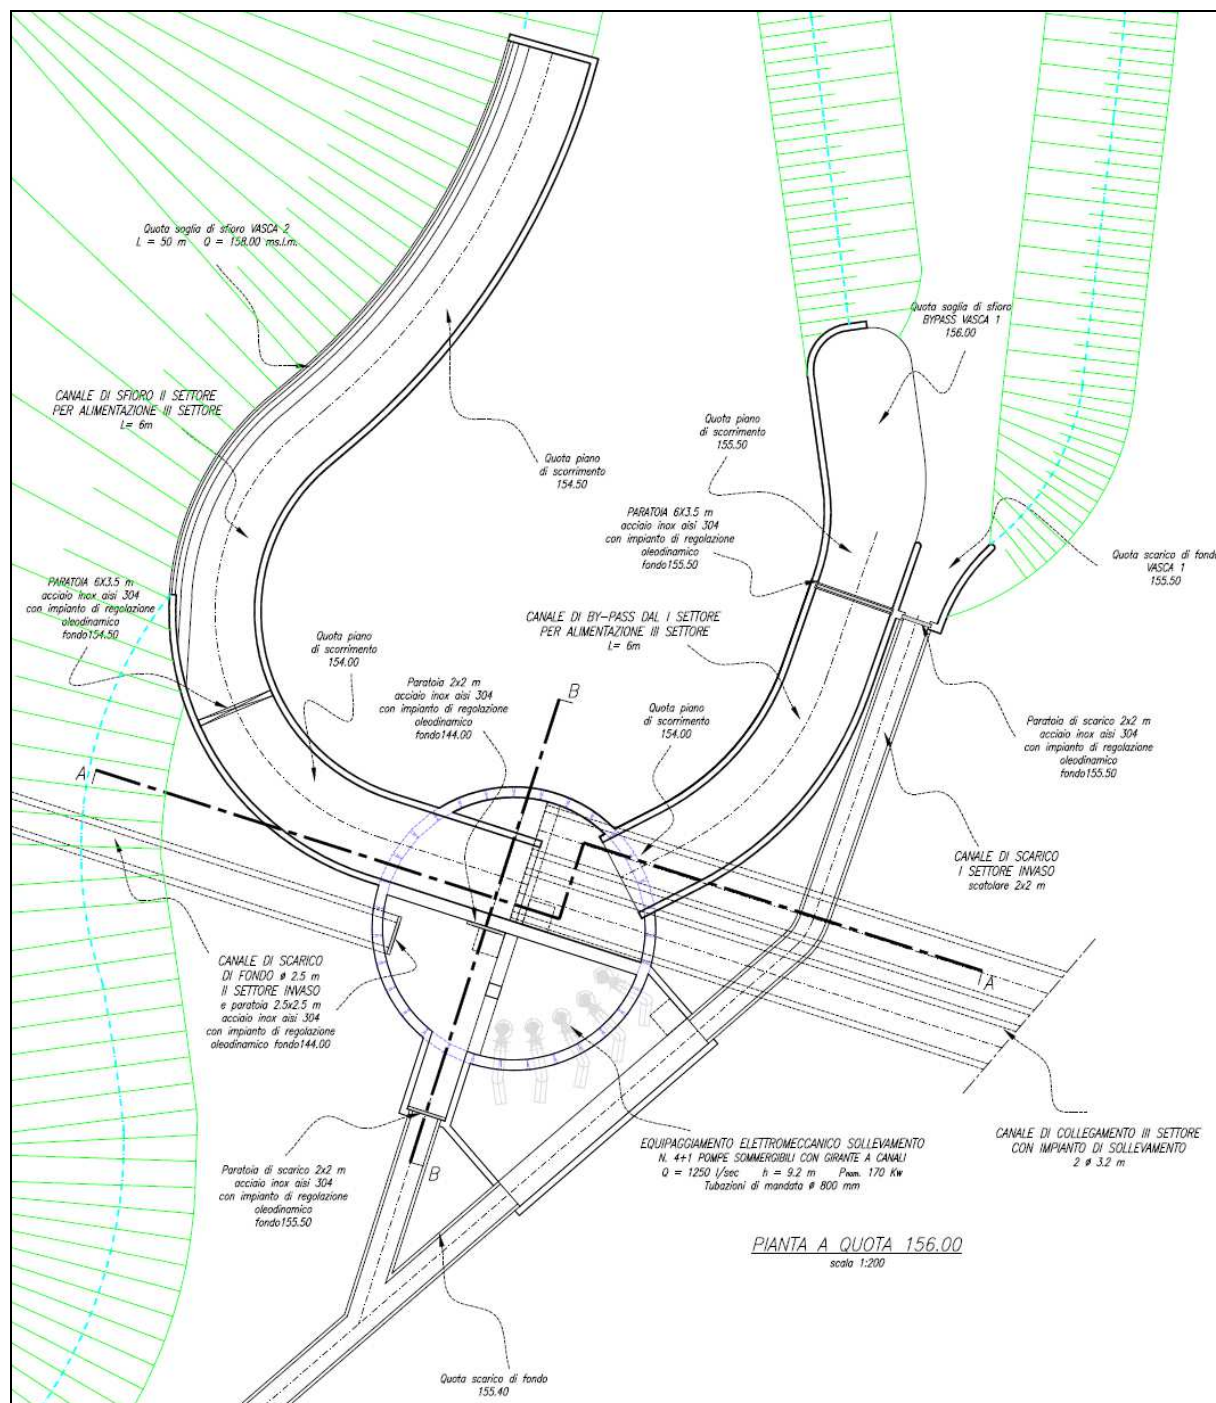 Quota soglia di sfioro VASCA 2
L = 50 m   Q = 158.00 ms.l.m.
Quota soglia di sfioro
BYPASS VASCA 1
156.00
CANALE DI SFIORO II SETTORE
PER ALIMENTAZIONE III SETTORE
L= 6m
Quota piano
di scorrimento
155.50
Quota piano
di scorrimento
154.50
PARATOIA 6X3.5 m
acciaio inox aisi 304
con impianto di regolazione
oleodinamico
fondo155.50
Quota scarico di fondo
VASCA 1
155.50
PARATOIA 6X3.5 m
acciaio inox aisi 304
con impianto di regolazione
oleodinamico
fondo154.50
CANALE DI BY-PASS DAL I SETTORE
PER ALIMENTAZIONE III SETTORE
L= 6m
Quota piano
di scorrimento
154.00
Paratoia 2x2 m
acciaio inox aisi 304
con impianto di regolazione
oleodinamico
fondo144.00
B
Quota piano
di scorrimento
154.00
Paratoia di scarico 2x2 m
acciaio inox aisi 304
con impianto di regolazione
oleodinamico
fondo155.50
A
CANALE DI SCARICO
I SETTORE INVASO
scatolare 2x2 m
CANALE DI SCARICO
DI FONDO ø 2.5 m
II SETTORE INVASO
e paratoia 2.5x2.5 m
acciaio inox aisi 304
con impianto di regolazione
oleodinamico fondo144.00
A
EQUIPAGGIAMENTO ELETTROMECCANICO SOLLEVAMENTO
N. 4+1 POMPE SOMMERGIBILI CON GIRANTE A CANALI
Q = 1250 l/sec   h = 9.2 m   Pnom. 170 Kw
Tubazioni di mandata ø 800 mm
CANALE DI COLLEGAMENTO III SETTORE
CON IMPIANTO DI SOLLEVAMENTO
2 ø 3.2 m
B
Paratoia di scarico 2x2 m
acciaio inox aisi 304
con impianto di regolazione
oleodinamico
fondo155.50
PIANTA A QUOTA 156.00
scala 1:200
Quota scarico di fondo
155.40